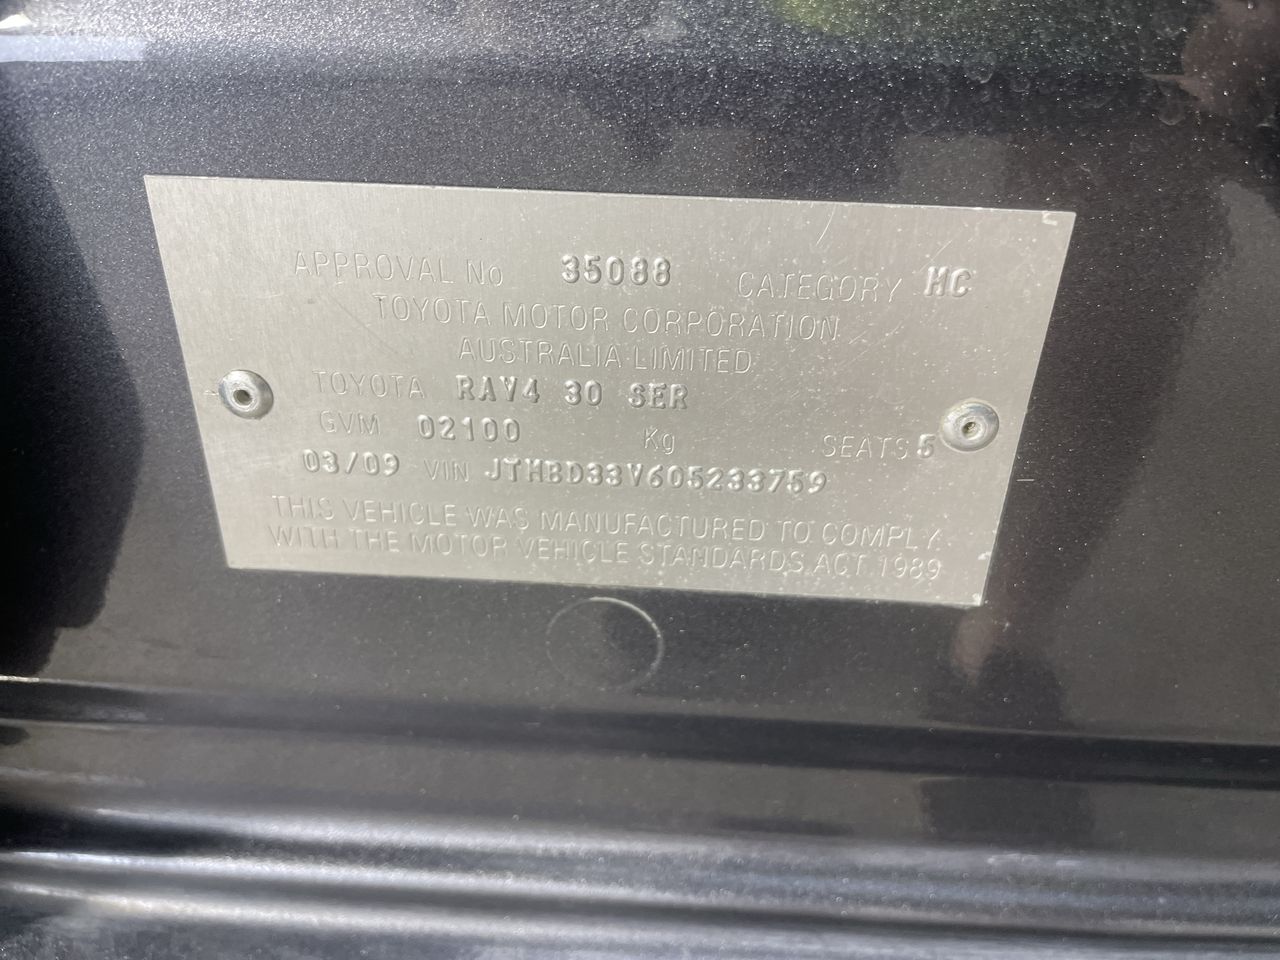 APPROVAL No 35088 CATEGORY MC
TOYOTA MOTOR CORPORATION
AUSTRALIA LIMITED
TOYOTA RAV4 30 SER
GVM 02100 Kg SEATS 5
03/09 VIN JTMBD33V605233759
THIS VEHICLE WAS MANUFACTURED TO COMPLY
WITH THE MOTOR VEHICLE STANDARDS ACT 1989